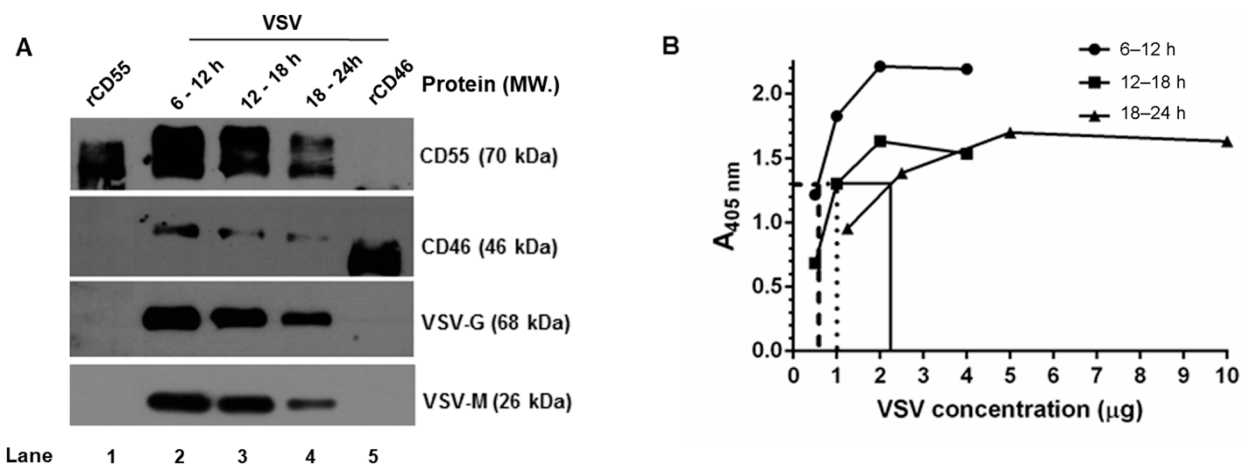 A
VSV
rCD55
6 - 12 h
12 - 18 h
18 - 24h
rCD46
Protein (MW.)
CD55 (70 kDa)
CD46 (46 kDa)
VSV-G (68 kDa)
VSV-M (26 kDa)
Lane 1 2 3 4 5
B
6–12 h
12–18 h
18–24 h
2.0
1.5
1.0
0.5
0.0
A405 nm
0 1 2 3 4 5 6 7 8 9 10
VSV concentration (μg)